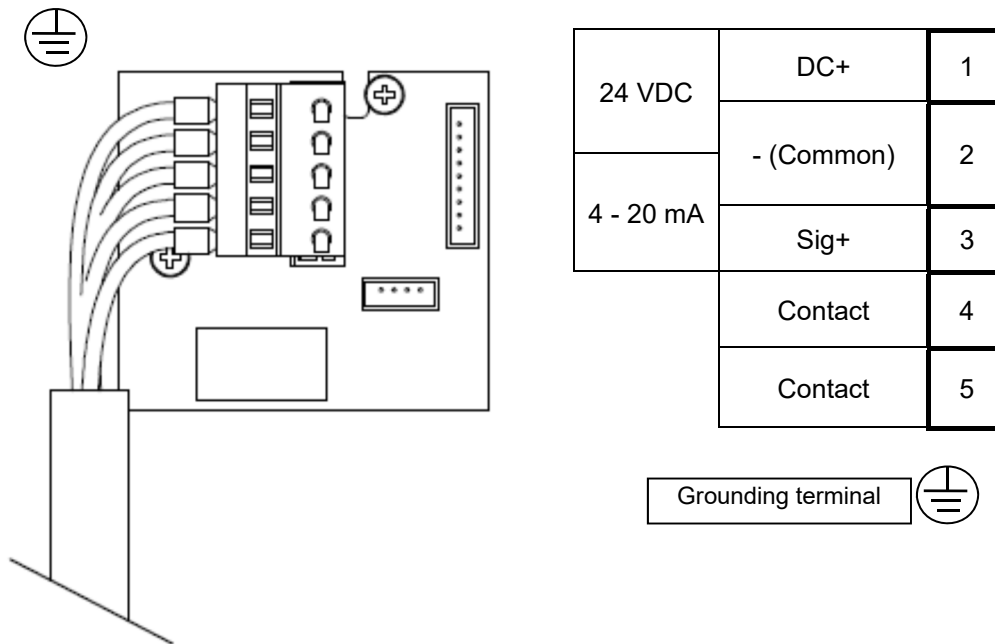 24 VDC
DC+
1
- (Common)
2
4 - 20 mA
Sig+
3
Contact
4
Contact
5
Grounding terminal